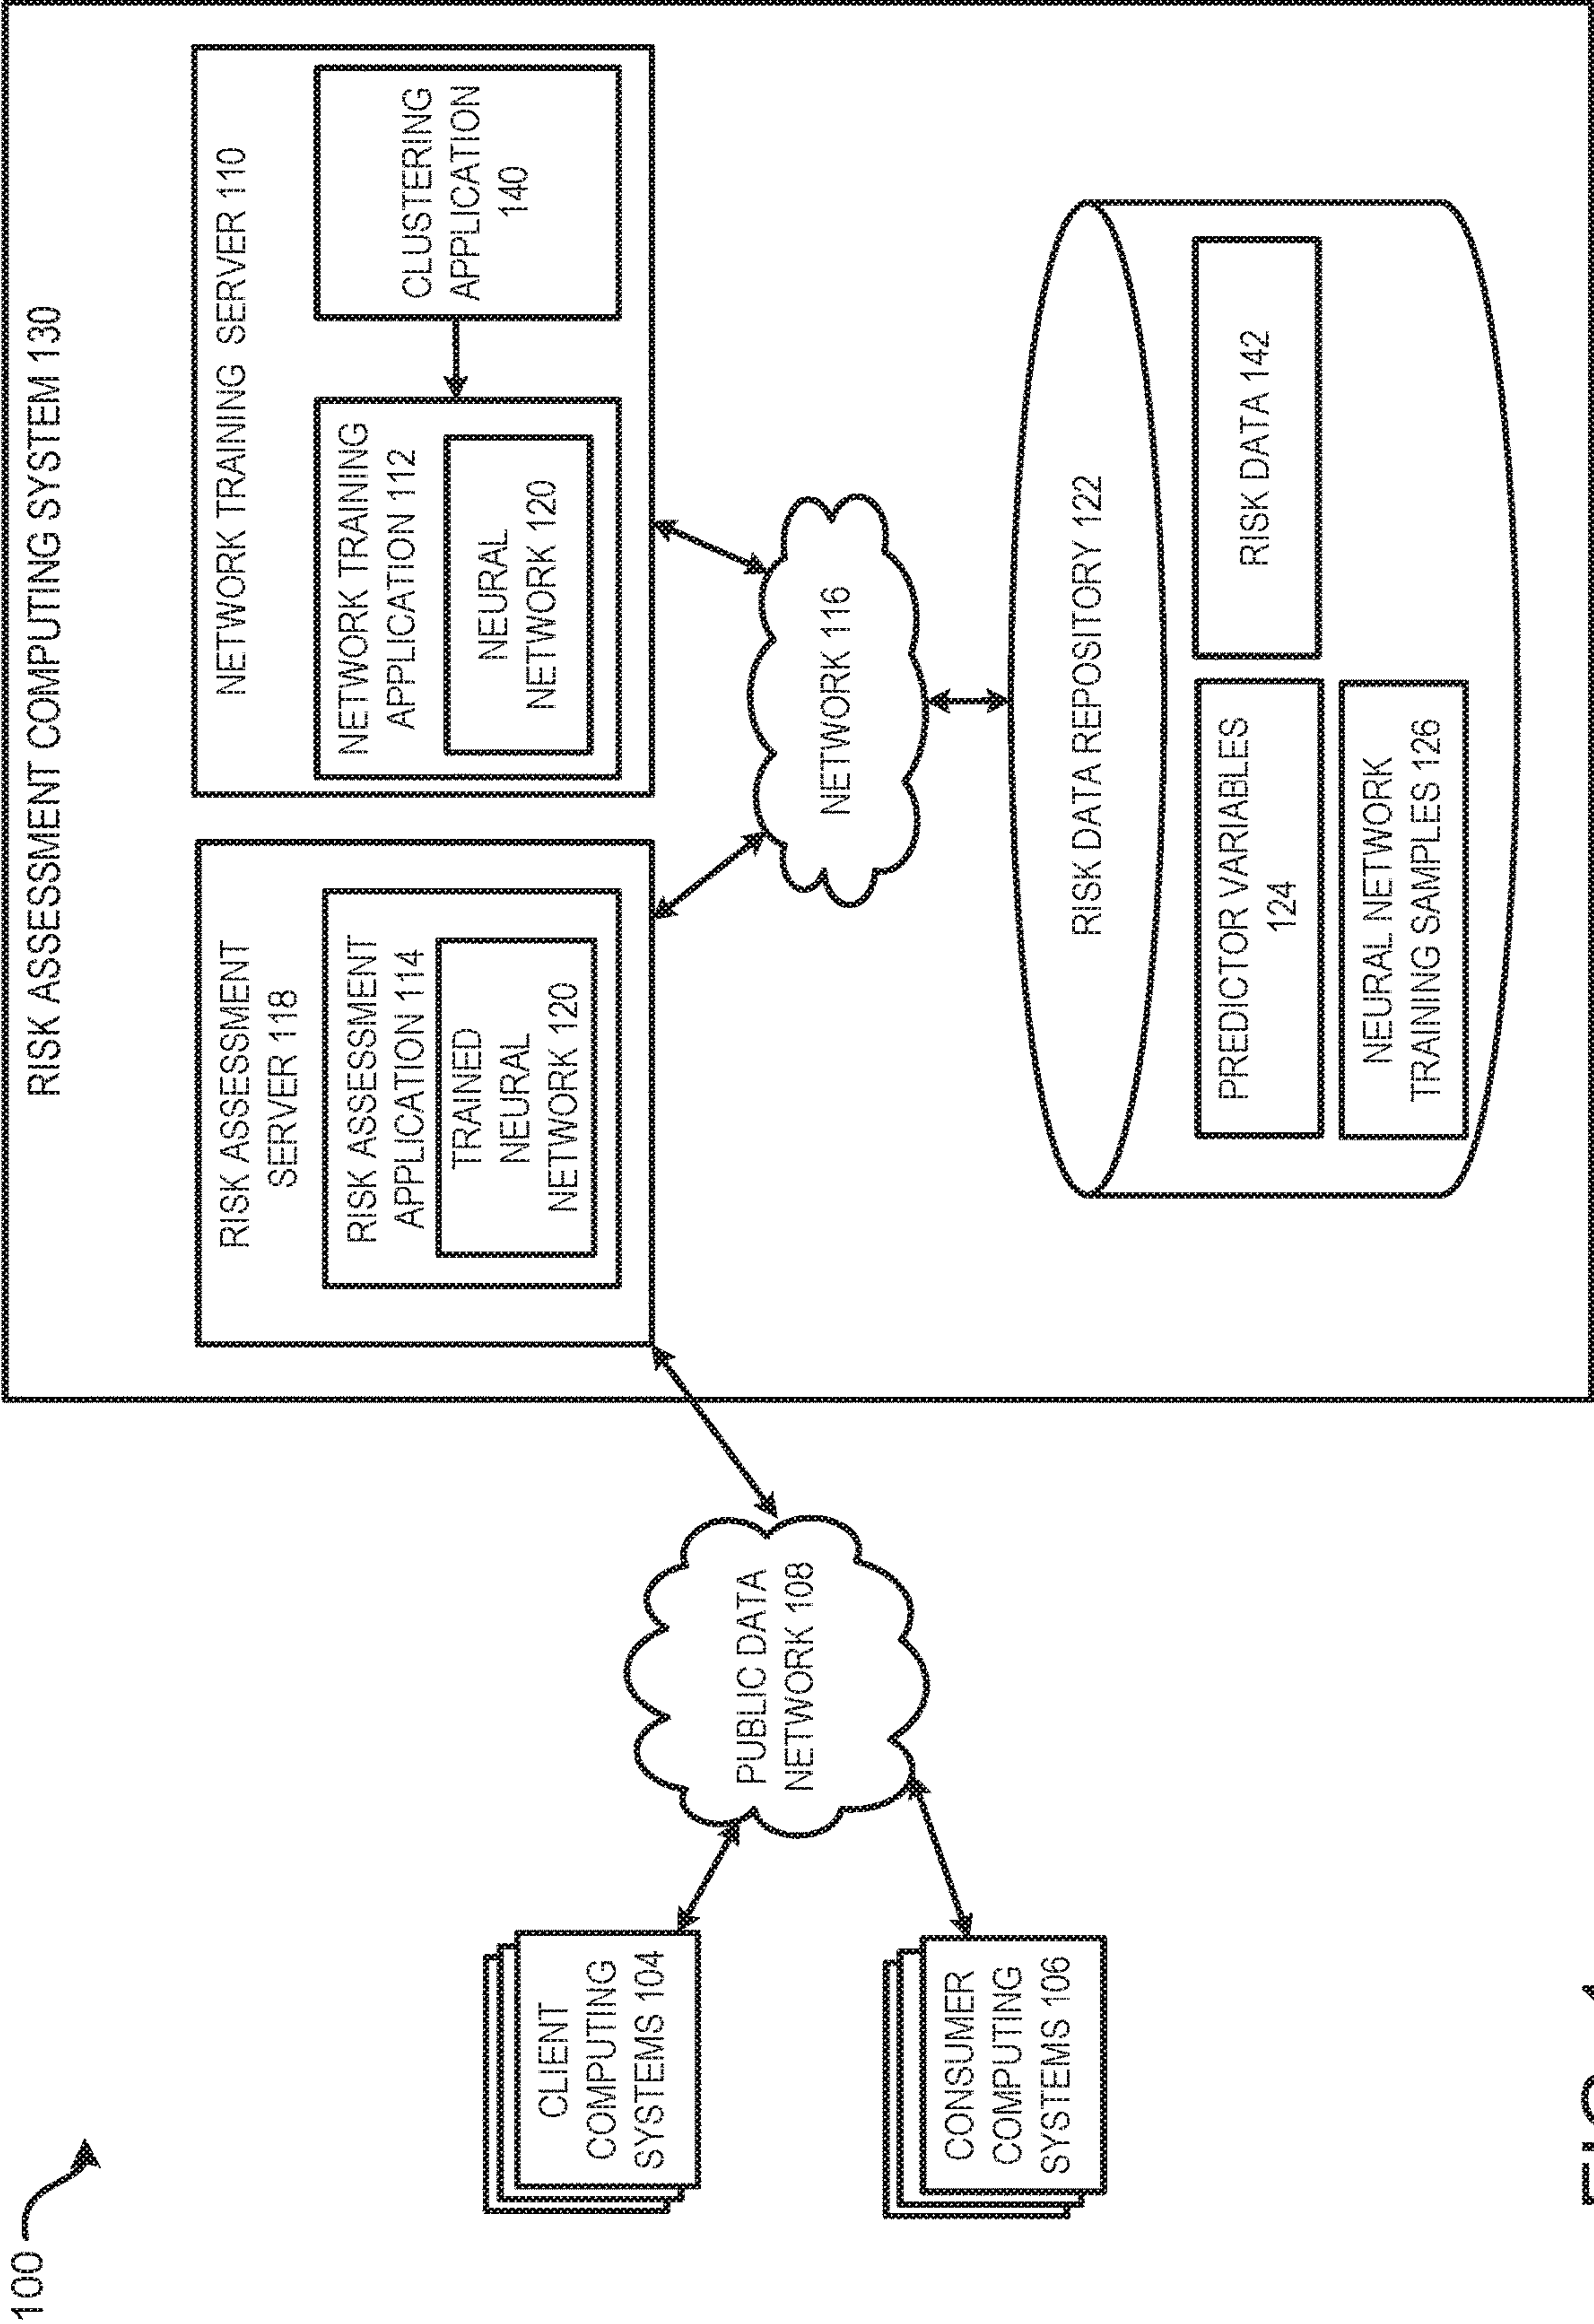 100
RISK ASSESSMENT COMPUTING SYSTEM 130
RISK ASSESSMENT
SERVER 118
RISK ASSESSMENT
APPLICATION 114
TRAINED
NEURAL
NETWORK 120
NETWORK TRAINING SERVER 110
NETWORK TRAINING
APPLICATION 112
NEURAL
NETWORK 120
CLUSTERING
APPLICATION
140
CLIENT
COMPUTING
SYSTEMS 104
PUBLIC DATA
NETWORK 108
NETWORK 116
CONSUMER
COMPUTING
SYSTEMS 106
RISK DATA REPOSITORY 122
PREDICTOR VARIABLES
124
RISK DATA 142
NEURAL NETWORK
TRAINING SAMPLES 126